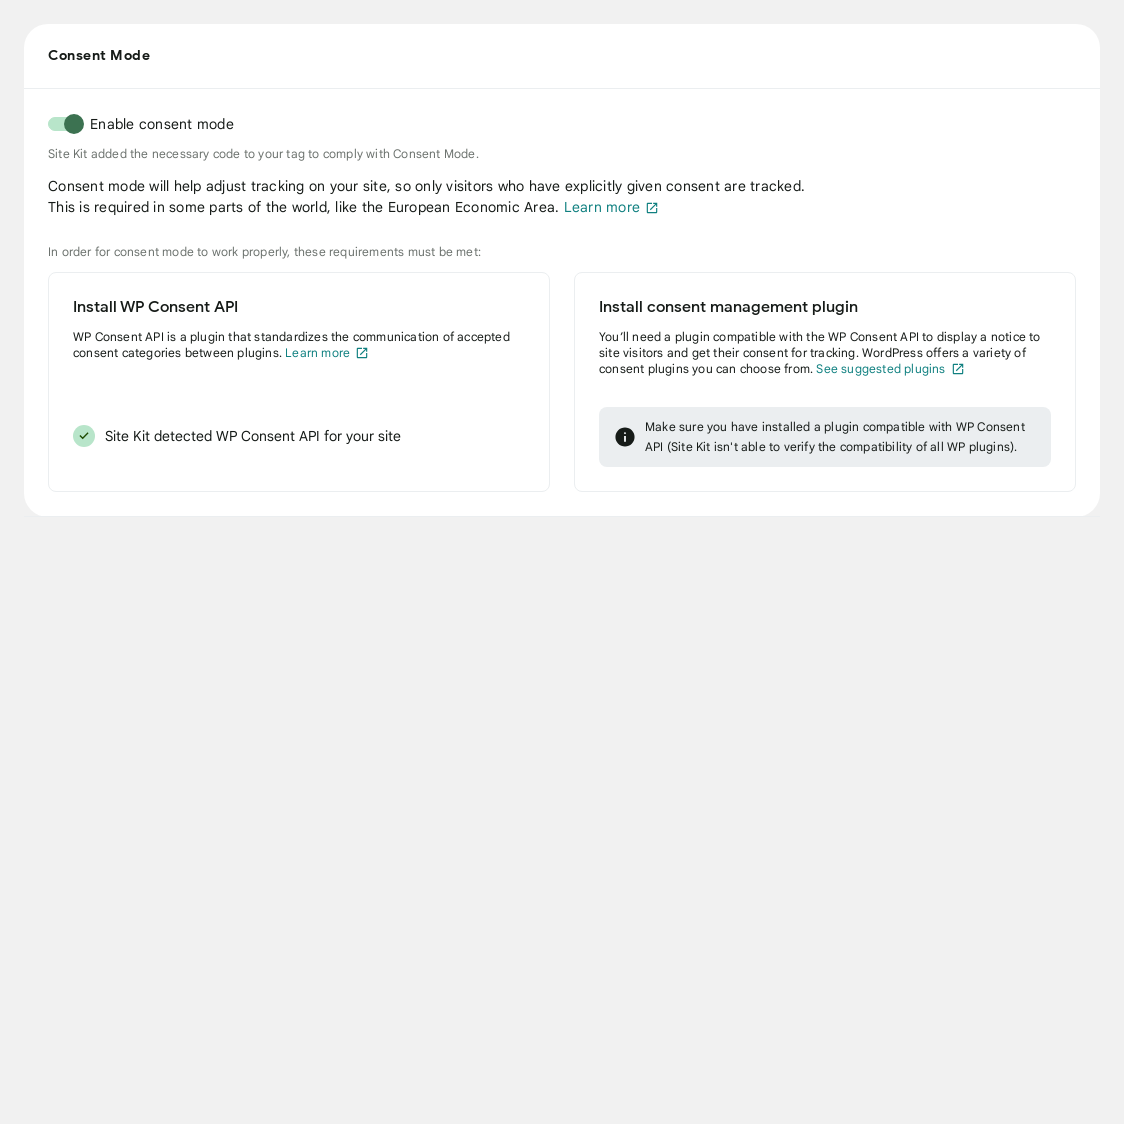 Consent Mode
Enable consent mode
Site Kit added the necessary code to your tag to comply with Consent Mode.
Consent mode will help adjust tracking on your site, so only visitors who have explicitly given consent are tracked.
This is required in some parts of the world, like the European Economic Area. Learn more
In order for consent mode to work properly, these requirements must be met:
Install WP Consent API
WP Consent API is a plugin that standardizes the communication of accepted
consent categories between plugins. Learn more
Site Kit detected WP Consent API for your site
Install consent management plugin
You’ll need a plugin compatible with the WP Consent API to display a notice to
site visitors and get their consent for tracking. WordPress offers a variety of
consent plugins you can choose from. See suggested plugins
Make sure you have installed a plugin compatible with WP Consent
API (Site Kit isn't able to verify the compatibility of all WP plugins).